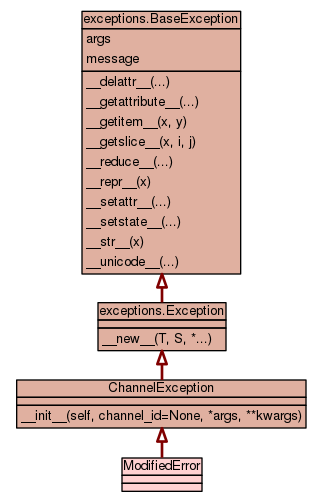 exceptions.BaseException
args
message
__delattr__(...)
__getattribute__(...)
__getitem__(x, y)
__getslice__(x, i, j)
__reduce__(...)
__repr__(x)
__setattr__(...)
__setstate__(...)
__str__(x)
__unicode__(...)
exceptions.Exception
__new__(T, S, *...)
ChannelException
__init__(self, channel_id=None, *args, **kwargs)
ModifiedError